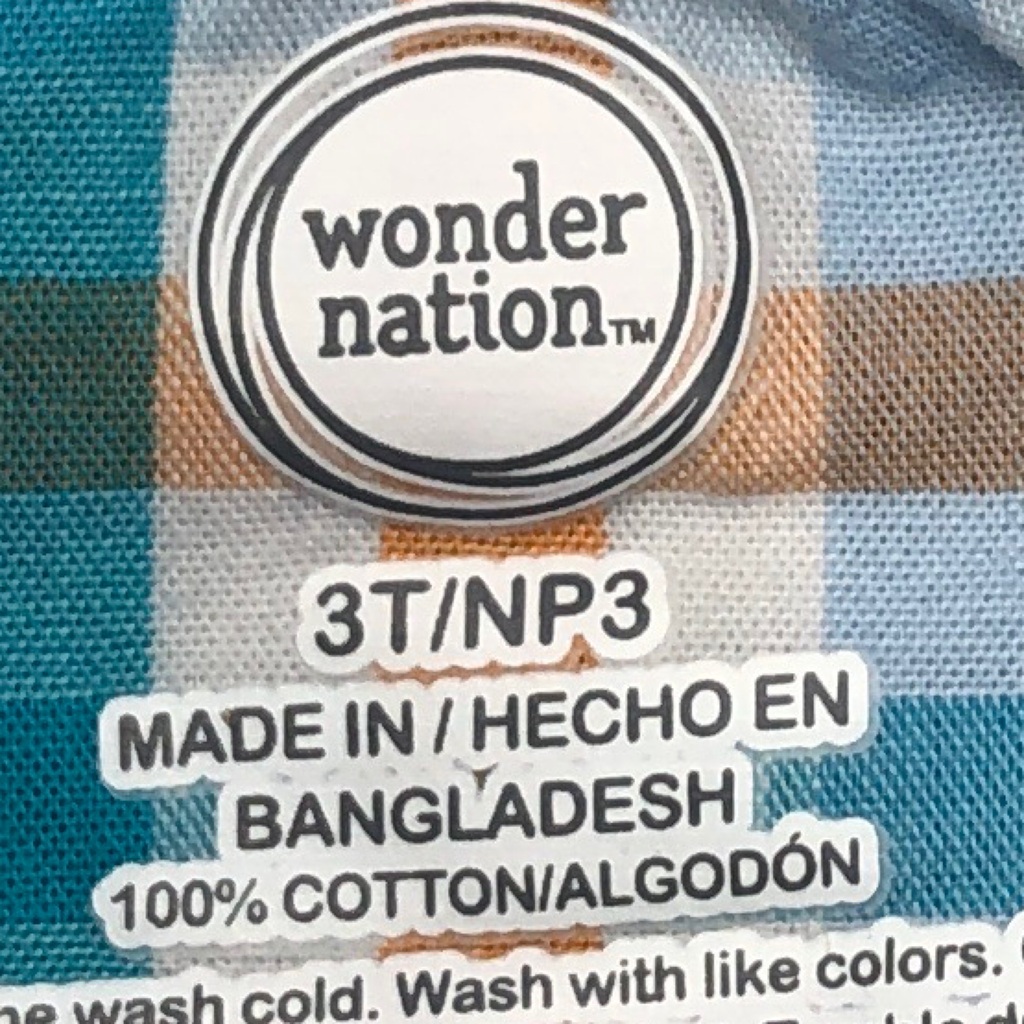 wonder
nation™
3T/NP3
MADE IN / HECHO EN
BANGLADESH
100% COTTON/ALGODÓN
wash cold. Wash with like colors.